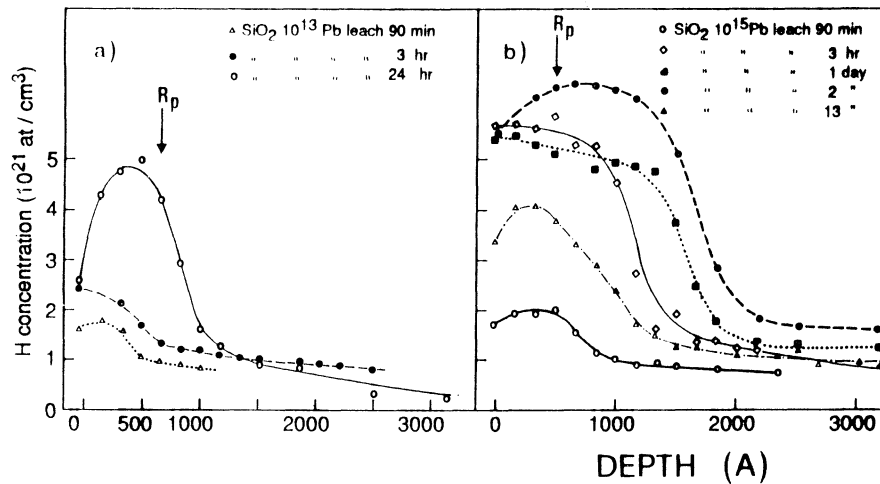 a)
△ SiO2 10^13 Pb leach 90 min
● " " " " 3 hr
○ " " " " 24 hr
Rp
b)
○ SiO2 10^15 Pb leach 90 min
◇ " " " 3 hr
■ " " " 1 day
● " " " 2 "
▲ " " " 13 "
Rp
H concentration (10^21 at / cm^3)
5
4
3
2
1
0
0 500 1000 2000 3000
0 1000 2000 3000
DEPTH (A)